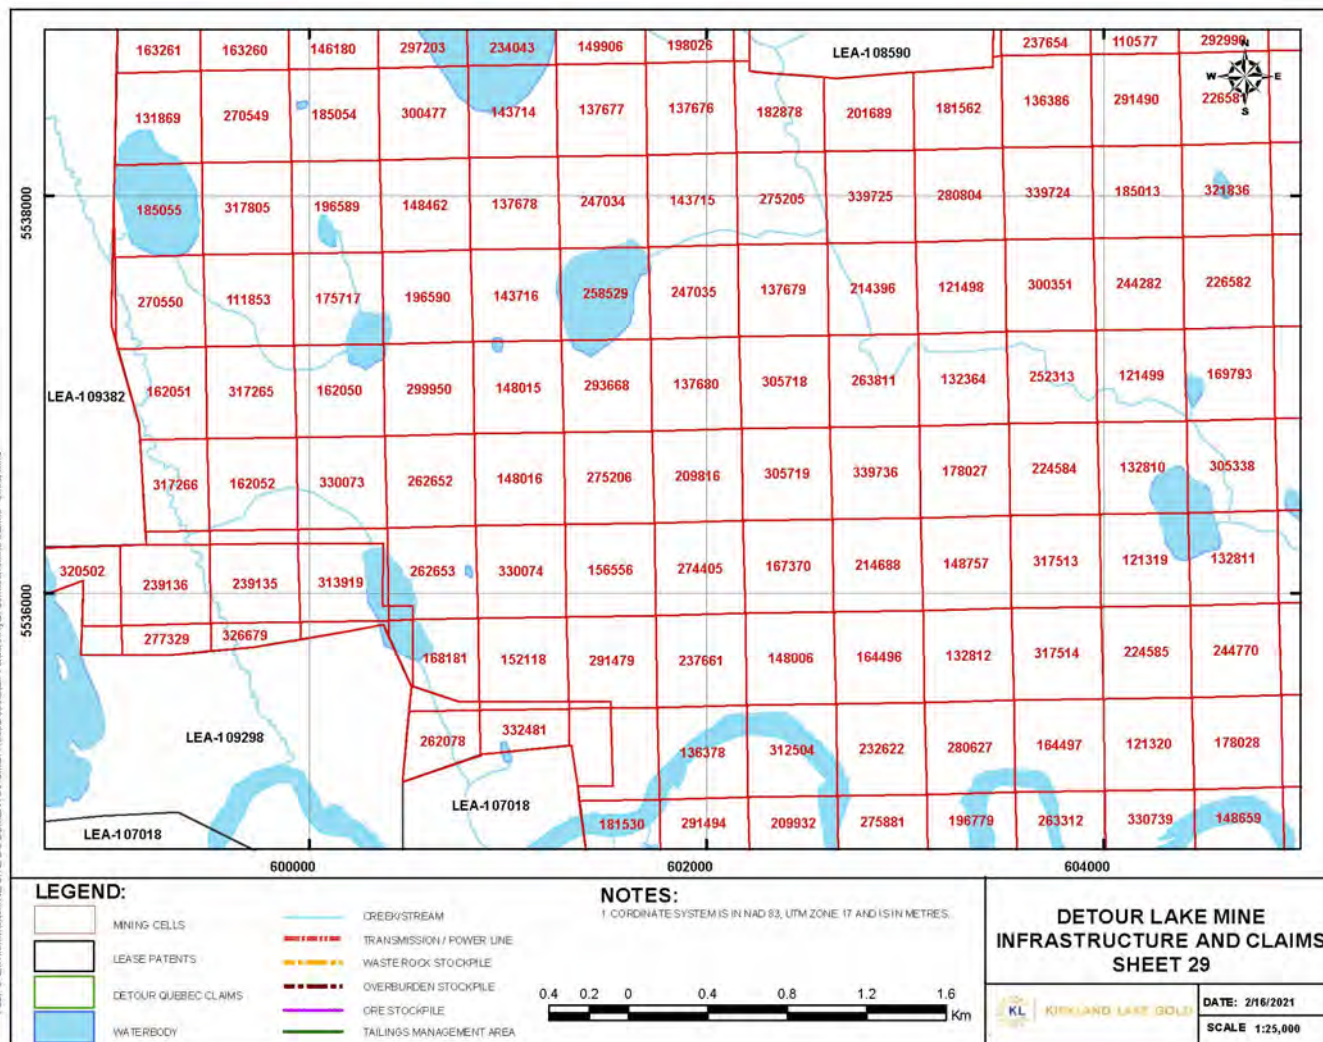 163261 163260 146180 297203 234043 149906 198026 LEA-108590 237654 110577 292990
N
W E
S
131869 270549 185054 300477 143714 137677 137676 182878 201689 181562 136386 291490 226581
5538000
185055 317805 196589 148462 137678 247034 143715 275205 339725 280804 339724 185013 321836
270550 111853 175717 196590 143716 258529 247035 137679 214396 121498 300351 244282 226582
LEA-109382 162051 317265 162050 299950 148015 293668 137680 305718 263811 132364 252313 121499 169793
317266 162052 330073 262652 148016 275206 209816 305719 339736 178027 224584 132810 305338
320502 239136 239135 313919 262653 330074 156556 274405 167370 214688 148757 317513 121319 132811
5536000
277329 326679 168181 152118 291479 237661 148006 164496 132812 317514 224585 244770
LEA-109298 262078 332481 136378 312504 232622 280627 164497 121320 178028
LEA-107018 LEA-107018 181530 291494 209932 275881 196779 263312 330739 148659
600000 602000 604000
LEGEND:
MINING CELLS
LEASE PATENTS
DETOUR QUEBEC CLAIMS
WATERBODY
CREEK/STREAM
TRANSMISSION / POWER LINE
WASTE ROCK STOCKPILE
OVERBURDEN STOCKPILE
ORE STOCKPILE
TAILINGS MANAGEMENT AREA
NOTES:
1. CORDINATE SYSTEM IS IN NAD 83, UTM ZONE 17 AND IS IN METRES.
0.4 0.2 0 0.4 0.8 1.2 1.6
Km
DETOUR LAKE MINE
INFRASTRUCTURE AND CLAIMS
SHEET 29
KL KIRKLAND LAKE GOLD
DATE: 2/16/2021
SCALE 1:25,000